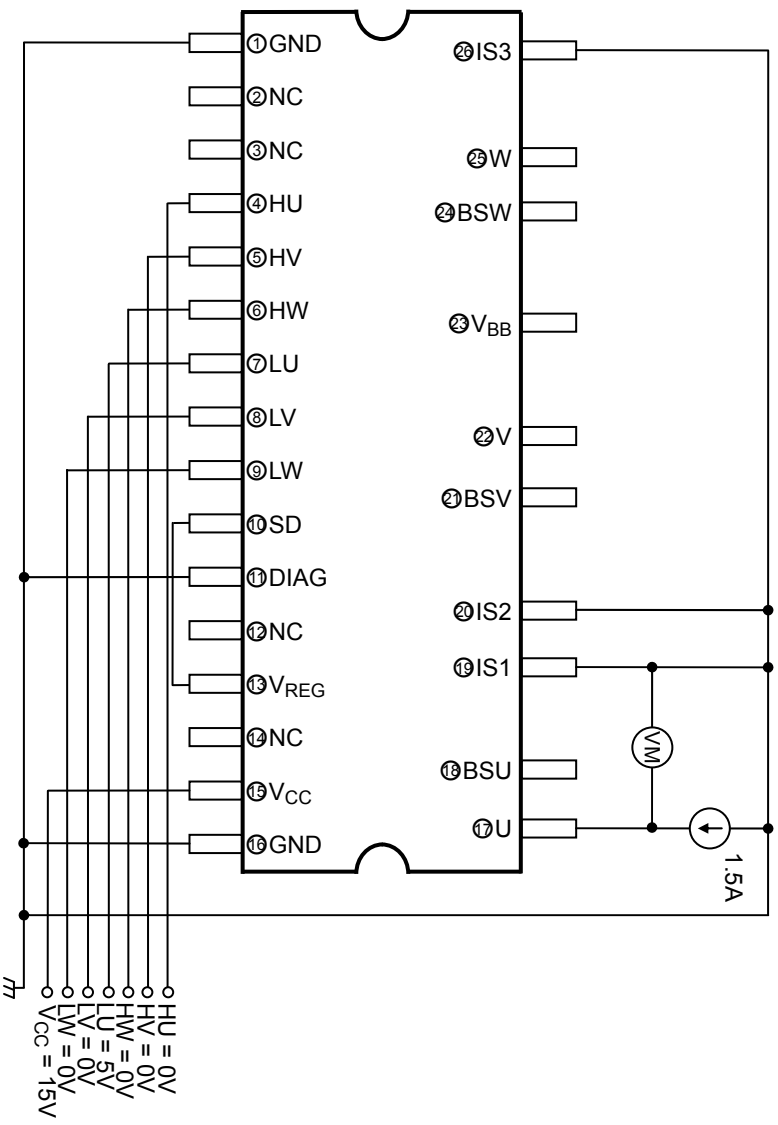 ①GND
②NC
③NC
④HU
⑤HV
⑥HW
⑦LU
⑧LV
⑨LW
⑩SD
⑪DIAG
⑫NC
⑬VREG
⑭NC
⑮VCC
⑯GND
㉖IS3
㉕W
㉔BSW
㉓VBB
㉒V
㉑BSV
⑳IS2
⑲IS1
⑱BSU
⑰U
VM
1.5A
HU = 0V
HV = 0V
HW = 0V
LU = 5V
LV = 0V
LW = 0V
VCC = 15V